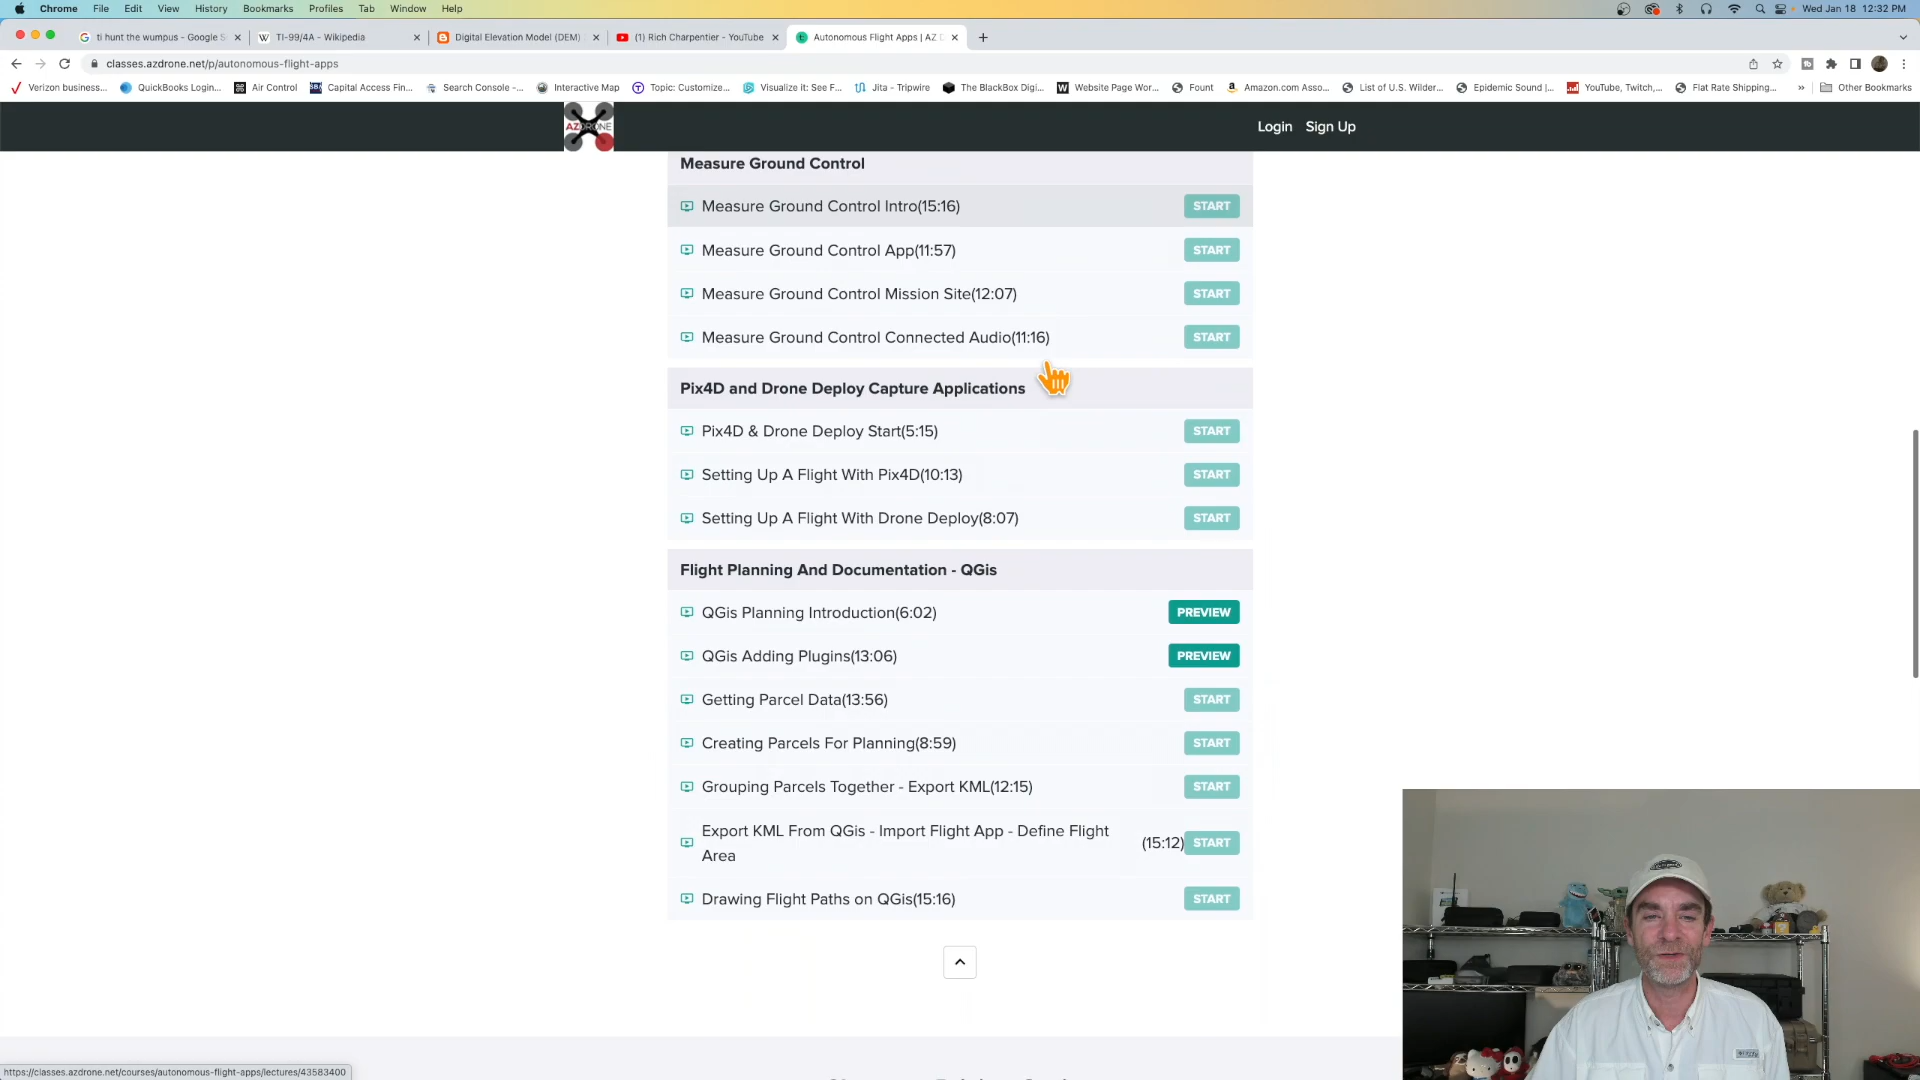 Chrome File Edit View History Bookmarks Profiles Tab Window Help Wed Jan 18 12:32 PM
ti hunt the wumpus - Google S TI-99/4A - Wikipedia Digital Elevation Model (DEM) (1) Rich Charpentier - YouTube Autonomous Flight Apps | AZ D
classes.azdrone.net/p/autonomous-flight-apps
Verizon business... QuickBooks Login... Air Control Capital Access Fin... Search Console -... Interactive Map Topic: Customize... Visualize it: See F... Jita - Tripwire The BlackBox Digi... Website Page Wor... Fount Amazon.com Asso... List of U.S. Wilder... Epidemic Sound |... YouTube, Twitch,... Flat Rate Shipping... » Other Bookmarks
AZDRONE Login Sign Up
Measure Ground Control
Measure Ground Control Intro(15:16) START
Measure Ground Control App(11:57) START
Measure Ground Control Mission Site(12:07) START
Measure Ground Control Connected Audio(11:16) START
Pix4D and Drone Deploy Capture Applications
Pix4D & Drone Deploy Start(5:15) START
Setting Up A Flight With Pix4D(10:13) START
Setting Up A Flight With Drone Deploy(8:07) START
Flight Planning And Documentation - QGis
QGis Planning Introduction(6:02) PREVIEW
QGis Adding Plugins(13:06) PREVIEW
Getting Parcel Data(13:56) START
Creating Parcels For Planning(8:59) START
Grouping Parcels Together - Export KML(12:15) START
Export KML From QGis - Import Flight App - Define Flight
Area (15:12) START
Drawing Flight Paths on QGis(15:16) START
https://classes.azdrone.net/courses/autonomous-flight-apps/lectures/43583400